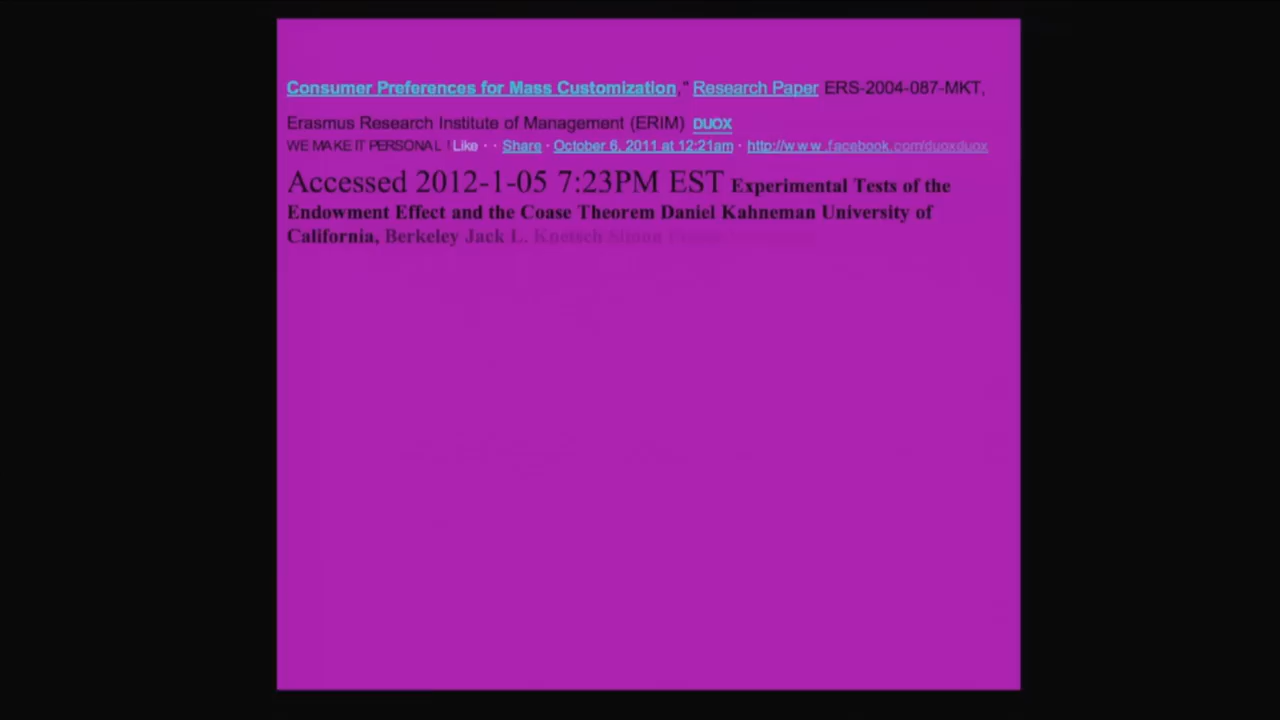 Consumer Preferences for Mass Customization," Research Paper ERS-2004-087-MKT,
Erasmus Research Institute of Management (ERIM) DUOX
WE MAKE IT PERSONAL ! Like · · Share · October 6, 2011 at 12:21am · http://www.facebook.com/duoxduox
Accessed 2012-1-05 7:23PM EST Experimental Tests of the
Endowment Effect and the Coase Theorem Daniel Kahneman University of
California, Berkeley Jack L. Knetsch Simon